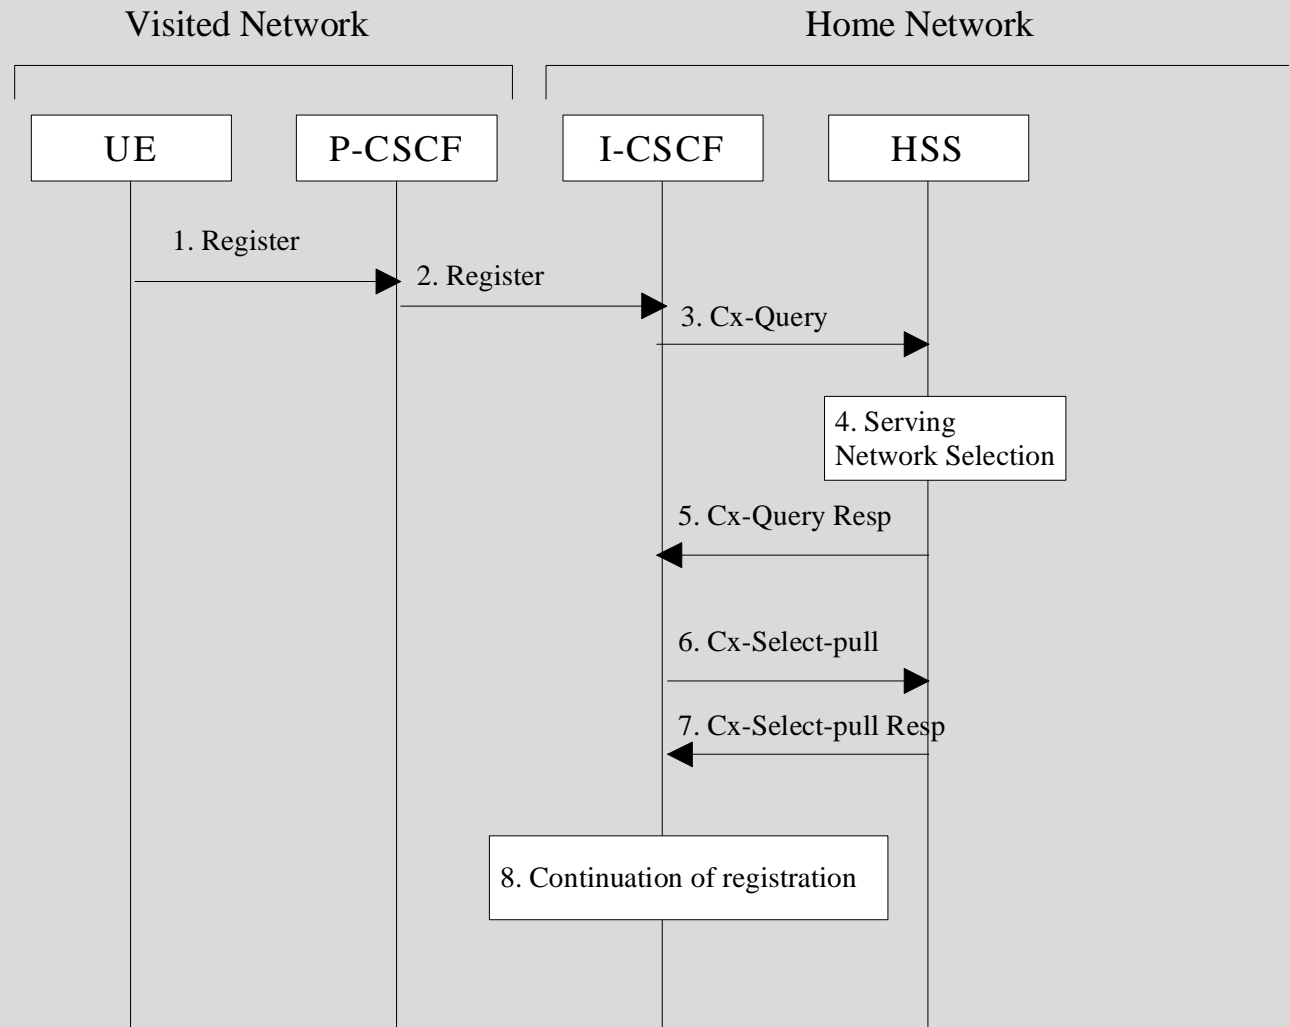 Visited Network
Home Network
UE
P-CSCF
I-CSCF
HSS
1. Register
2. Register
3. Cx-Query
4. Serving
Network Selection
5. Cx-Query Resp
6. Cx-Select-pull
7. Cx-Select-pull Resp
8. Continuation of registration